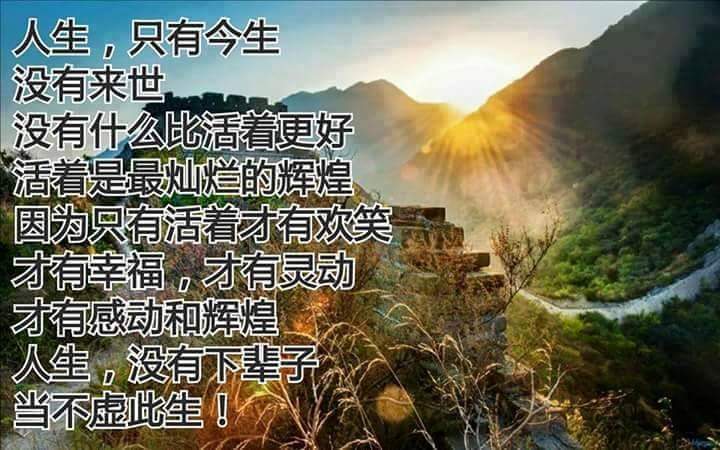 人生，只有今生
没有来世
没有什么比活着更好
活着是最灿烂的辉煌
因为只有活着才有欢笑
才有幸福，才有灵动
才有感动和辉煌
人生，没有下辈子
当不虚此生！